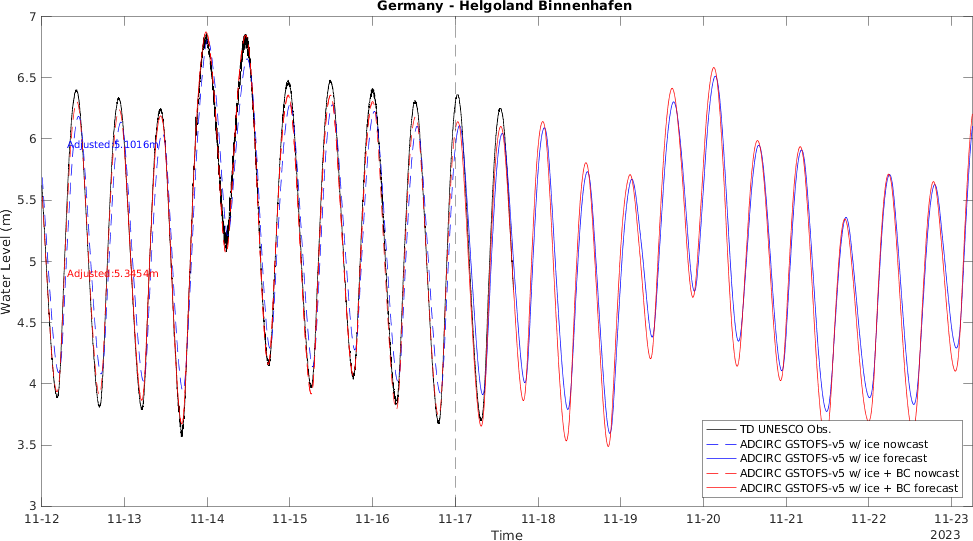 Germany - Helgoland Binnenhafen
7
6.5
6
5.5
5
4.5
4
3.5
3
Water Level (m)
Adjusted:5.1016m
Adjusted:5.3454m
TD UNESCO Obs.
ADCIRC GSTOFS-v5 w/ ice nowcast
ADCIRC GSTOFS-v5 w/ ice forecast
ADCIRC GSTOFS-v5 w/ ice + BC nowcast
ADCIRC GSTOFS-v5 w/ ice + BC forecast
11-12 11-13 11-14 11-15 11-16 11-17 11-18 11-19 11-20 11-21 11-22 11-23
2023
Time